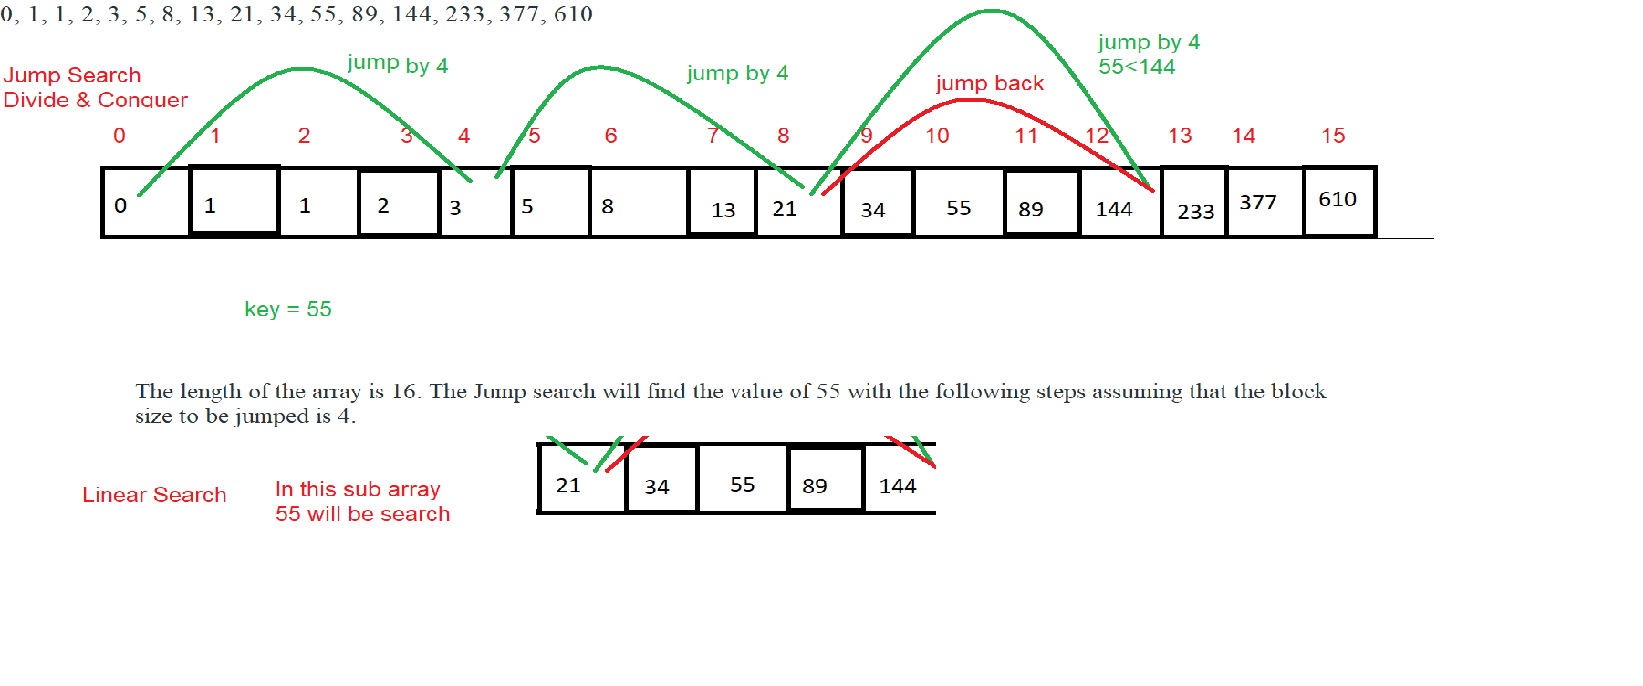 0, 1, 1, 2, 3, 5, 8, 13, 21, 34, 55, 89, 144, 233, 377, 610
jump by 4
jump by 4
jump by 4
55<144
Jump Search
Divide & Conquer
jump back
0 1 2 3 4 5 6 7 8 9 10 11 12 13 14 15
0 1 1 2 3 5 8 13 21 34 55 89 144 233 377 610
key = 55
The length of the array is 16. The Jump search will find the value of 55 with the following steps assuming that the block
size to be jumped is 4.
21 34 55 89 144
Linear Search
In this sub array
55 will be search